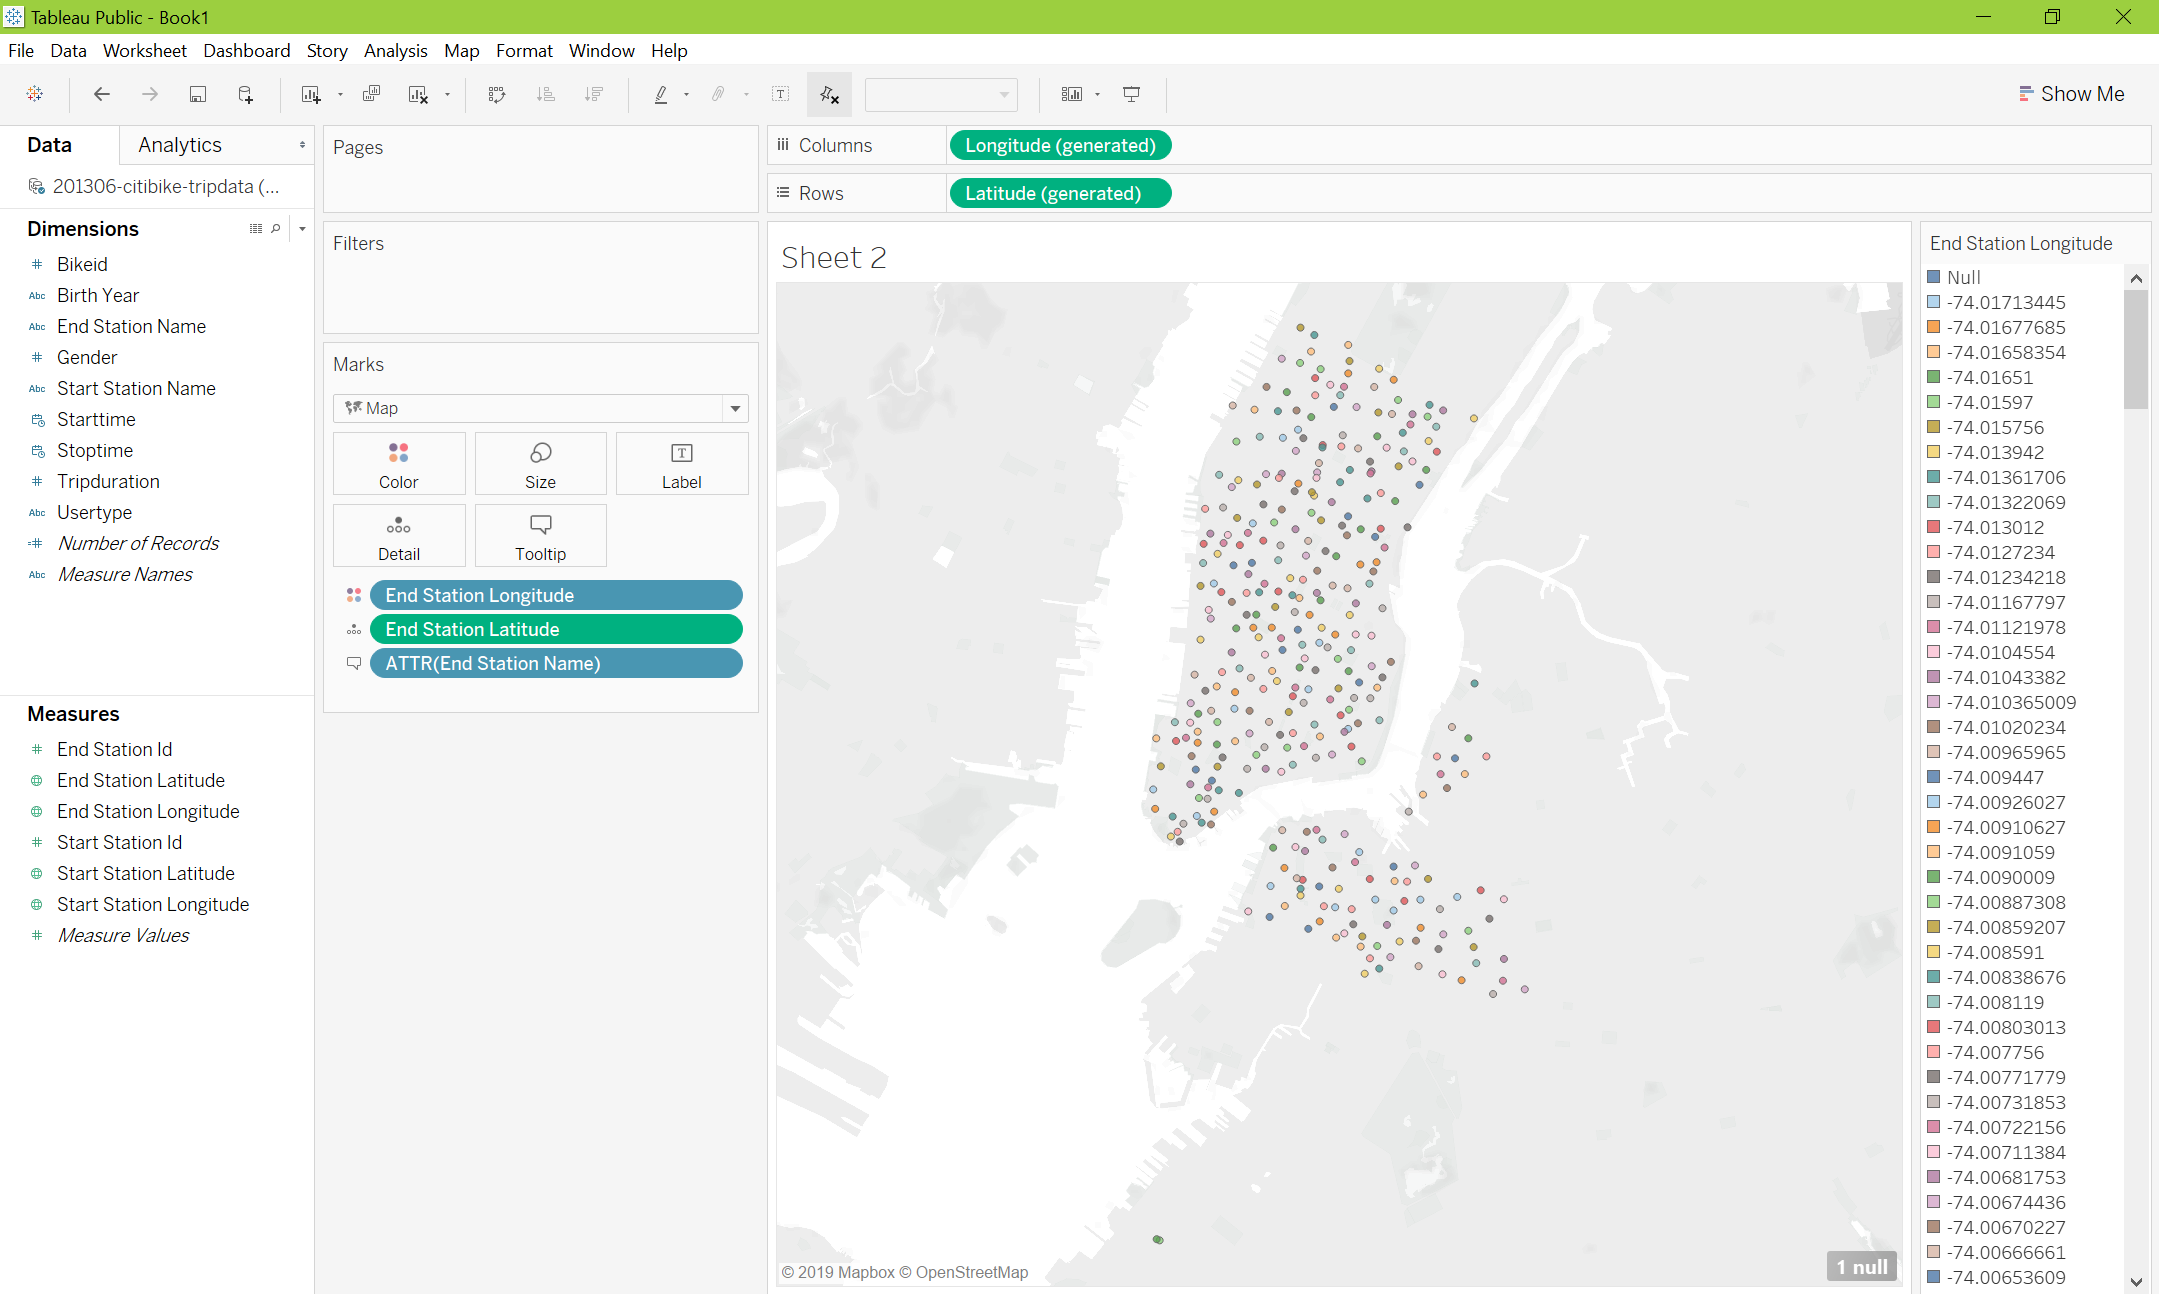 Tableau Public - Book1
File Data Worksheet Dashboard Story Analysis Map Format Window Help
Show Me
Data Analytics
201306-citibike-tripdata (...
Dimensions
Bikeid
Abc Birth Year
Abc End Station Name
Gender
Abc Start Station Name
Starttime
Stoptime
Tripduration
Abc Usertype
Number of Records
Abc Measure Names
Measures
End Station Id
End Station Latitude
End Station Longitude
Start Station Id
Start Station Latitude
Start Station Longitude
Measure Values
Pages
Filters
Marks
Map
Color Size Label
Detail Tooltip
End Station Longitude
End Station Latitude
ATTR(End Station Name)
Columns Longitude (generated)
Rows Latitude (generated)
Sheet 2
© 2019 Mapbox © OpenStreetMap
1 null
End Station Longitude
Null
-74.01713445
-74.01677685
-74.01658354
-74.01651
-74.01597
-74.015756
-74.013942
-74.01361706
-74.01322069
-74.013012
-74.0127234
-74.01234218
-74.01167797
-74.01121978
-74.0104554
-74.01043382
-74.010365009
-74.01020234
-74.00965965
-74.009447
-74.00926027
-74.00910627
-74.0091059
-74.0090009
-74.00887308
-74.00859207
-74.008591
-74.00838676
-74.008119
-74.00803013
-74.007756
-74.00771779
-74.00731853
-74.00722156
-74.00711384
-74.00681753
-74.00674436
-74.00670227
-74.00666661
-74.00653609